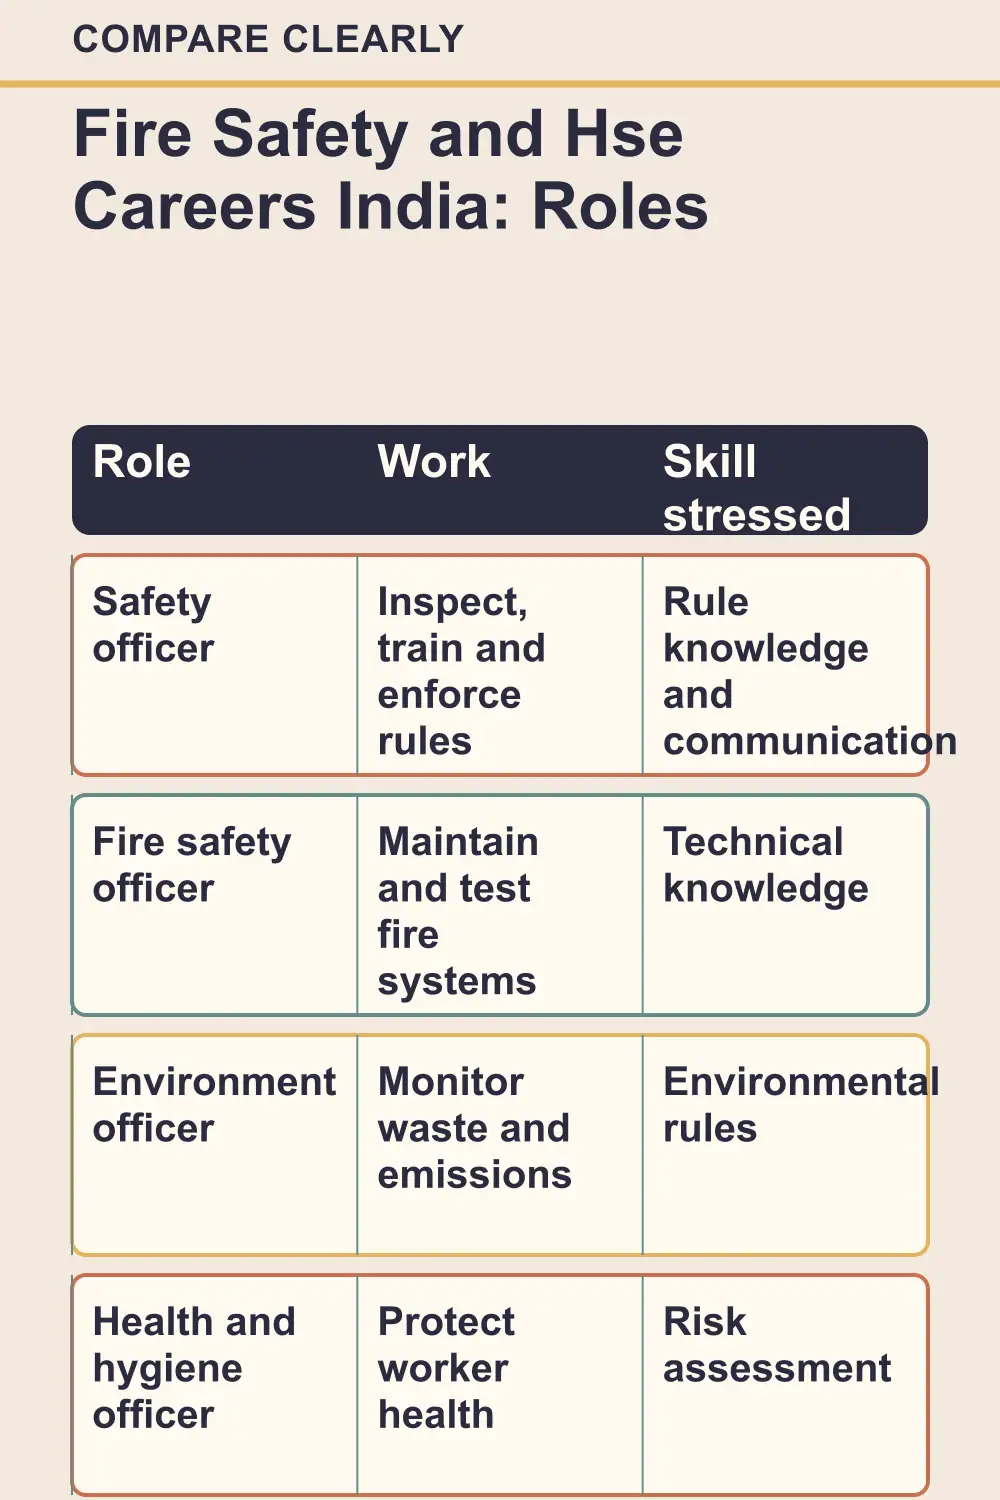 COMPARE CLEARLY
Fire Safety and Hse
Careers India: Roles
Role
Work
Skill
stressed
Safety
officer
Inspect,
train and
enforce
rules
Rule
knowledge
and
communication
Fire safety
officer
Maintain
and test
fire
systems
Technical
knowledge
Environment
officer
Monitor
waste and
emissions
Environmental
rules
Health and
hygiene
officer
Protect
worker
health
Risk
assessment